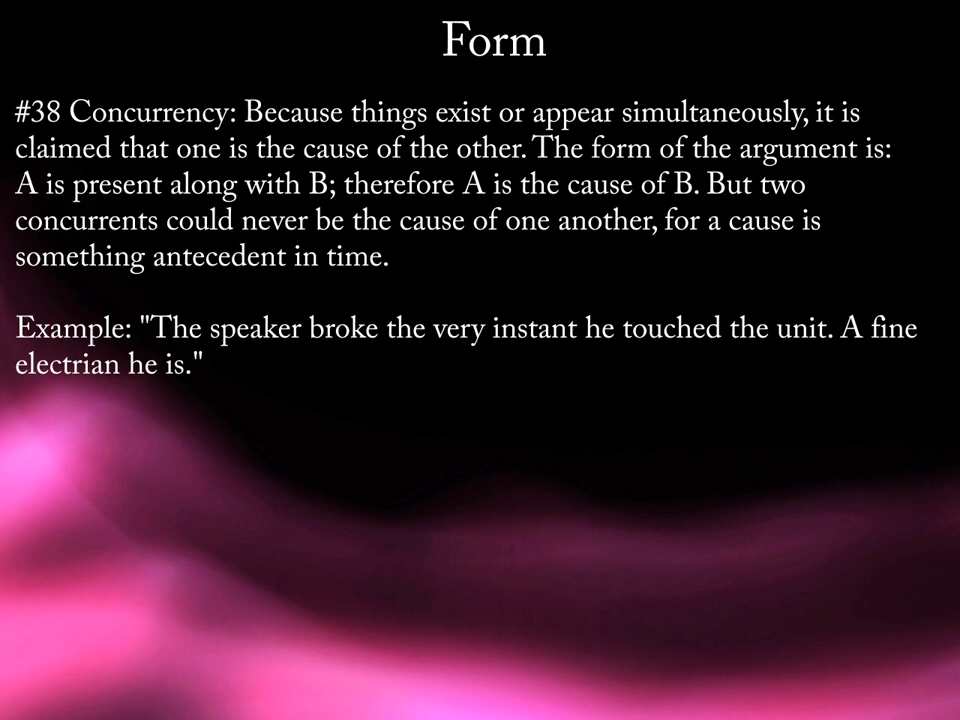 Form
#38 Concurrency: Because things exist or appear simultaneously, it is
claimed that one is the cause of the other. The form of the argument is:
A is present along with B; therefore A is the cause of B. But two
concurrents could never be the cause of one another, for a cause is
something antecedent in time.
Example: "The speaker broke the very instant he touched the unit. A fine
electrian he is."